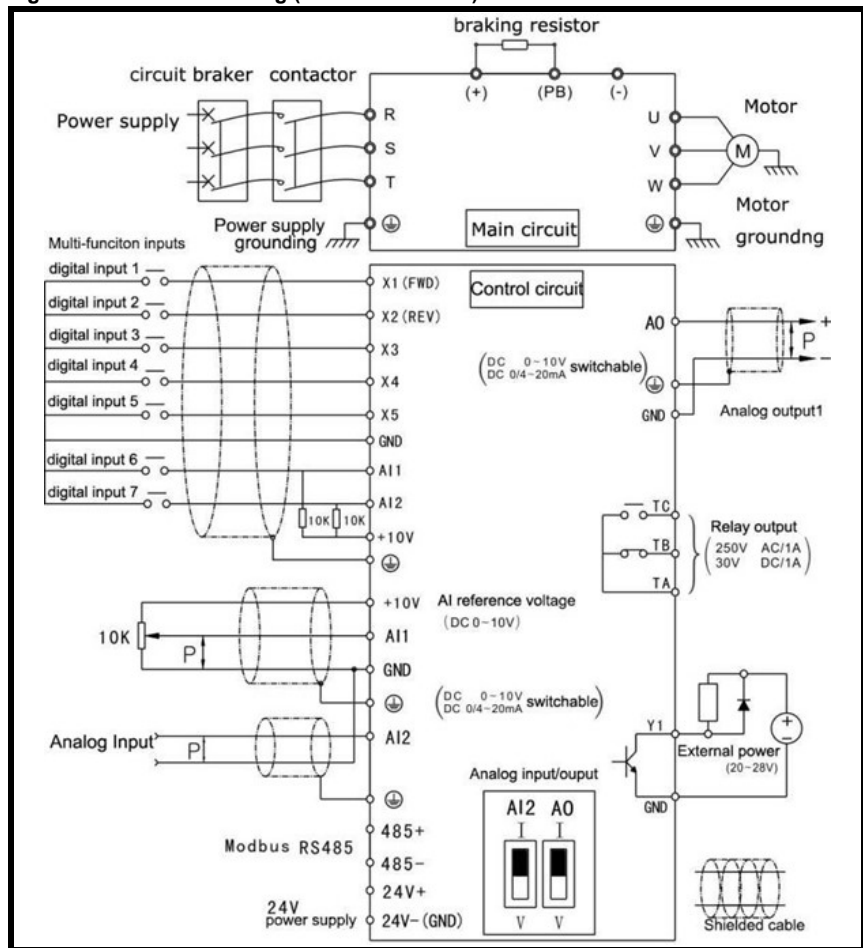 braking resistor
circuit braker contactor
(+) (PB) (-)
Power supply
R
S
T
U
V
W
Motor
M
Power supply
grounding
Main circuit
Motor
groundng
Multi-funciton inputs
digital input 1
digital input 2
digital input 3
digital input 4
digital input 5
digital input 6
digital input 7
X1 (FWD)
X2 (REV)
X3
X4
X5
GND
AI1
AI2
10K 10K
+10V
Control circuit
AO
(DC 0~10V
DC 0/4~20mA switchable)
GND
P
+
−
Analog output1
TC
TB
TA
Relay output
(250V AC/1A
30V DC/1A)
+10V
AI reference voltage
(DC 0~10V)
10K
P
AI1
GND
(DC 0~10V
DC 0/4~20mA switchable)
Analog Input
P
AI2
Y1
External power
(20~28V)
+
−
GND
Analog input/ouput
AI2 AO
I I
V V
Modbus RS485
485+
485-
24V+
24V
power supply
24V-(GND)
Shielded cable